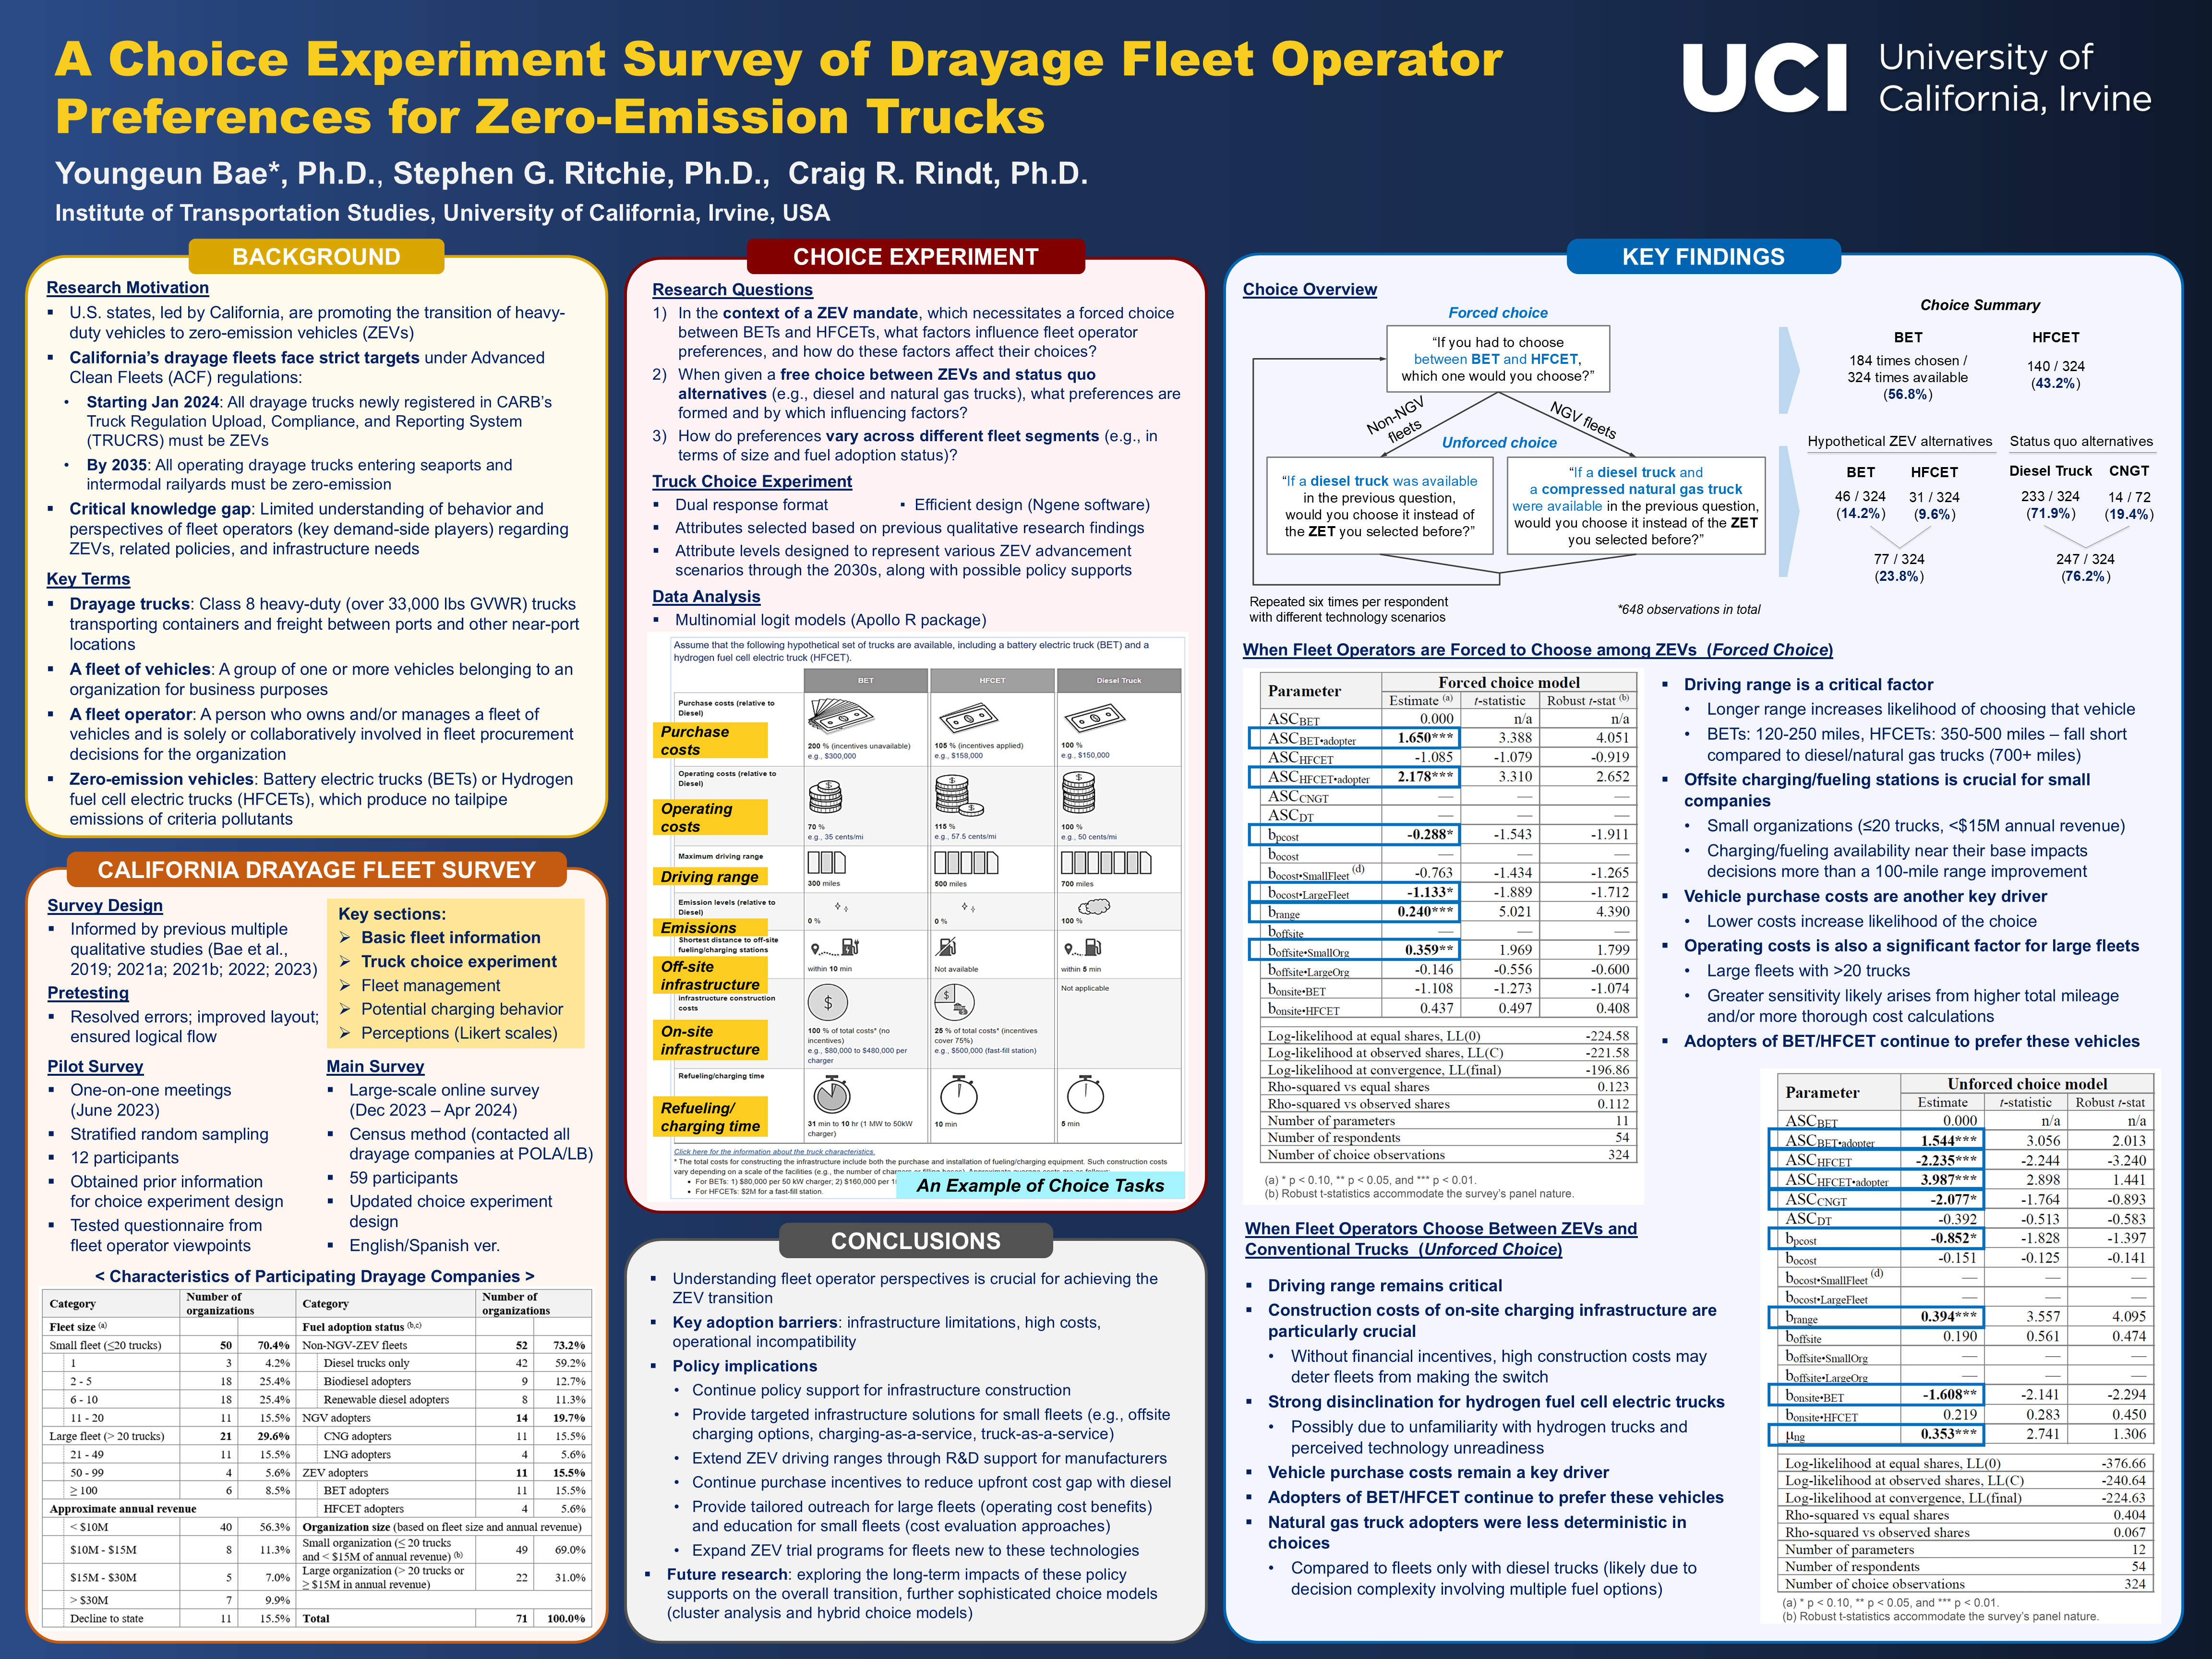 A Choice Experiment Survey of Drayage Fleet Operator
Preferences for Zero-Emission Trucks
Youngeun Bae*, Ph.D., Stephen G. Ritchie, Ph.D., Craig R. Rindt, Ph.D.
Institute of Transportation Studies, University of California, Irvine, USA
UCI University of
California, Irvine
BACKGROUND
Research Motivation
▪ U.S. states, led by California, are promoting the transition of heavy-
duty vehicles to zero-emission vehicles (ZEVs)
▪ California's drayage fleets face strict targets under Advanced
Clean Fleets (ACF) regulations:
• Starting Jan 2024: All drayage trucks newly registered in CARB's
Truck Regulation Upload, Compliance, and Reporting System
(TRUCRS) must be ZEVs
• By 2035: All operating drayage trucks entering seaports and
intermodal railyards must be zero-emission
▪ Critical knowledge gap: Limited understanding of behavior and
perspectives of fleet operators (key demand-side players) regarding
ZEVs, related policies, and infrastructure needs
Key Terms
▪ Drayage trucks: Class 8 heavy-duty (over 33,000 lbs GVWR) trucks
transporting containers and freight between ports and other near-port
locations
▪ A fleet of vehicles: A group of one or more vehicles belonging to an
organization for business purposes
▪ A fleet operator: A person who owns and/or manages a fleet of
vehicles and is solely or collaboratively involved in fleet procurement
decisions for the organization
▪ Zero-emission vehicles: Battery electric trucks (BETs) or Hydrogen
fuel cell electric trucks (HFCETs), which produce no tailpipe
emissions of criteria pollutants
CALIFORNIA DRAYAGE FLEET SURVEY
Survey Design
▪ Informed by previous multiple
qualitative studies (Bae et al.,
2019; 2021a; 2021b; 2022; 2023)
Pretesting
▪ Resolved errors; improved layout;
ensured logical flow
Key sections:
➢ Basic fleet information
➢ Truck choice experiment
➢ Fleet management
➢ Potential charging behavior
➢ Perceptions (Likert scales)
Pilot Survey
▪ One-on-one meetings
(June 2023)
▪ Stratified random sampling
▪ 12 participants
▪ Obtained prior information
for choice experiment design
▪ Tested questionnaire from
fleet operator viewpoints
Main Survey
▪ Large-scale online survey
(Dec 2023 – Apr 2024)
▪ Census method (contacted all
drayage companies at POLA/LB)
▪ 59 participants
▪ Updated choice experiment
design
▪ English/Spanish ver.
< Characteristics of Participating Drayage Companies >
Category Number of organizations Category Number of organizations
Fleet size (a) Fuel adoption status (b,c)
Small fleet (≤20 trucks) 50 70.4% Non-NGV-ZEV fleets 52 73.2%
1 3 4.2% Diesel trucks only 42 59.2%
2 - 5 18 25.4% Biodiesel adopters 9 12.7%
6 - 10 18 25.4% Renewable diesel adopters 8 11.3%
11 - 20 11 15.5% NGV adopters 14 19.7%
Large fleet (> 20 trucks) 21 29.6% CNG adopters 11 15.5%
21 - 49 11 15.5% LNG adopters 4 5.6%
50 - 99 4 5.6% ZEV adopters 11 15.5%
≥ 100 6 8.5% BET adopters 11 15.5%
Approximate annual revenue HFCET adopters 4 5.6%
< $10M 40 56.3% Organization size (based on fleet size and annual revenue)
$10M - $15M 8 11.3% Small organization (≤ 20 trucks and < $15M of annual revenue) (b) 49 69.0%
$15M - $30M 5 7.0% Large organization (> 20 trucks or ≥ $15M in annual revenue) 22 31.0%
> $30M 7 9.9%
Decline to state 11 15.5% Total 71 100.0%
CHOICE EXPERIMENT
Research Questions
1) In the context of a ZEV mandate, which necessitates a forced choice
between BETs and HFCETs, what factors influence fleet operator
preferences, and how do these factors affect their choices?
2) When given a free choice between ZEVs and status quo
alternatives (e.g., diesel and natural gas trucks), what preferences are
formed and by which influencing factors?
3) How do preferences vary across different fleet segments (e.g., in
terms of size and fuel adoption status)?
Truck Choice Experiment
▪ Dual response format ▪ Efficient design (Ngene software)
▪ Attributes selected based on previous qualitative research findings
▪ Attribute levels designed to represent various ZEV advancement
scenarios through the 2030s, along with possible policy supports
Data Analysis
▪ Multinomial logit models (Apollo R package)
Assume that the following hypothetical set of trucks are available, including a battery electric truck (BET) and a
hydrogen fuel cell electric truck (HFCET).
BET HFCET Diesel Truck
Purchase costs (relative to
Diesel)
Purchase
costs
200 % (incentives unavailable) 105 % (incentives applied) 100 %
e.g., $300,000 e.g., $158,000 e.g., $150,000
Operating costs (relative to
Diesel)
Operating
costs
70 % 115 % 100 %
e.g., 35 cents/mi e.g., 57.5 cents/mi e.g., 50 cents/mi
Maximum driving range
Driving range
300 miles 500 miles 700 miles
Emission levels (relative to
Diesel)
Emissions
0 % 0 % 100 %
Shortest distance to off-site
fueling/charging stations
Off-site
infrastructure
within 10 min Not available within 5 min
infrastructure construction
costs
$ $ Not applicable
On-site
infrastructure
100 % of total costs* (no
incentives)
e.g., $80,000 to $480,000 per
charger
25 % of total costs* (incentives
cover 75%)
e.g., $500,000 (fast-fill station)
Refueling/charging time
Refueling/
charging time
31 min to 10 hr (1 MW to 50kW
charger)
10 min 5 min
Click here for the information about the truck characteristics.
* The total costs for constructing the infrastructure include both the purchase and installation of fueling/charging equipment. Such construction costs
vary depending on a scale of the facilities (e.g., the number of chargers or filling hoses). Approximate average costs are as follows:
• For BETs: 1) $80,000 per 50 kW charger; 2) $160,000 per
• For HFCETs: $2M for a fast-fill station.
An Example of Choice Tasks
CONCLUSIONS
▪ Understanding fleet operator perspectives is crucial for achieving the
ZEV transition
▪ Key adoption barriers: infrastructure limitations, high costs,
operational incompatibility
▪ Policy implications
• Continue policy support for infrastructure construction
• Provide targeted infrastructure solutions for small fleets (e.g., offsite
charging options, charging-as-a-service, truck-as-a-service)
• Extend ZEV driving ranges through R&D support for manufacturers
• Continue purchase incentives to reduce upfront cost gap with diesel
• Provide tailored outreach for large fleets (operating cost benefits)
and education for small fleets (cost evaluation approaches)
• Expand ZEV trial programs for fleets new to these technologies
▪ Future research: exploring the long-term impacts of these policy
supports on the overall transition, further sophisticated choice models
(cluster analysis and hybrid choice models)
KEY FINDINGS
Choice Overview
Forced choice
"If you had to choose
between BET and HFCET,
which one would you choose?"
Non-NGV
fleets
NGV fleets
Unforced choice
"If a diesel truck was available
in the previous question,
would you choose it instead of
the ZET you selected before?"
"If a diesel truck and
a compressed natural gas truck
were available in the previous question,
would you choose it instead of the ZET
you selected before?"
Repeated six times per respondent
with different technology scenarios
*648 observations in total
Choice Summary
BET HFCET
184 times chosen /
324 times available
(56.8%)
140 / 324
(43.2%)
Hypothetical ZEV alternatives Status quo alternatives
BET HFCET Diesel Truck CNGT
46 / 324 31 / 324 233 / 324 14 / 72
(14.2%) (9.6%) (71.9%) (19.4%)
77 / 324 247 / 324
(23.8%) (76.2%)
When Fleet Operators are Forced to Choose among ZEVs (Forced Choice)
Parameter Forced choice model
Estimate (a) t-statistic Robust t-stat (b)
ASC BET 0.000 n/a n/a
ASC BET•adopter 1.650*** 3.388 4.051
ASC HFCET -1.085 -1.079 -0.919
ASC HFCET•adopter 2.178*** 3.310 2.652
ASC CNGT — — —
ASC DT — — —
b pcost -0.288* -1.543 -1.911
b ocost — — —
b ocost•SmallFleet (d) -0.763 -1.434 -1.265
b ocost•LargeFleet -1.133* -1.889 -1.712
b range 0.240*** 5.021 4.390
b offsite — — —
b offsite•SmallOrg 0.359** 1.969 1.799
b offsite•LargeOrg -0.146 -0.556 -0.600
b onsite•BET -1.108 -1.273 -1.074
b onsite•HFCET 0.437 0.497 0.408
Log-likelihood at equal shares, LL(0) -224.58
Log-likelihood at observed shares, LL(C) -221.58
Log-likelihood at convergence, LL(final) -196.86
Rho-squared vs equal shares 0.123
Rho-squared vs observed shares 0.112
Number of parameters 11
Number of respondents 54
Number of choice observations 324
(a) * p < 0.10, ** p < 0.05, and *** p < 0.01.
(b) Robust t-statistics accommodate the survey's panel nature.
▪ Driving range is a critical factor
• Longer range increases likelihood of choosing that vehicle
• BETs: 120-250 miles, HFCETs: 350-500 miles – fall short
compared to diesel/natural gas trucks (700+ miles)
▪ Offsite charging/fueling stations is crucial for small
companies
• Small organizations (≤20 trucks, <$15M annual revenue)
• Charging/fueling availability near their base impacts
decisions more than a 100-mile range improvement
▪ Vehicle purchase costs are another key driver
• Lower costs increase likelihood of the choice
▪ Operating costs is also a significant factor for large fleets
• Large fleets with >20 trucks
• Greater sensitivity likely arises from higher total mileage
and/or more thorough cost calculations
▪ Adopters of BET/HFCET continue to prefer these vehicles
When Fleet Operators Choose Between ZEVs and
Conventional Trucks (Unforced Choice)
▪ Driving range remains critical
▪ Construction costs of on-site charging infrastructure are
particularly crucial
• Without financial incentives, high construction costs may
deter fleets from making the switch
▪ Strong disinclination for hydrogen fuel cell electric trucks
• Possibly due to unfamiliarity with hydrogen trucks and
perceived technology unreadiness
▪ Vehicle purchase costs remain a key driver
▪ Adopters of BET/HFCET continue to prefer these vehicles
▪ Natural gas truck adopters were less deterministic in
choices
• Compared to fleets only with diesel trucks (likely due to
decision complexity involving multiple fuel options)
Parameter Unforced choice model
Estimate t-statistic Robust t-stat
ASC BET 0.000 n/a n/a
ASC BET•adopter 1.544*** 3.056 2.013
ASC HFCET -2.235*** -2.244 -3.240
ASC HFCET•adopter 3.987*** 2.898 1.441
ASC CNGT -2.077* -1.764 -0.893
ASC DT -0.392 -0.513 -0.583
b pcost -0.852* -1.828 -1.397
b ocost -0.151 -0.125 -0.141
b ocost•SmallFleet (d) — — —
b ocost•LargeFleet — — —
b range 0.394*** 3.557 4.095
b offsite 0.190 0.561 0.474
b offsite•SmallOrg — — —
b offsite•LargeOrg — — —
b onsite•BET -1.608** -2.141 -2.294
b onsite•HFCET 0.219 0.283 0.450
μ ng 0.353*** 2.741 1.306
Log-likelihood at equal shares, LL(0) -376.66
Log-likelihood at observed shares, LL(C) -240.64
Log-likelihood at convergence, LL(final) -224.63
Rho-squared vs equal shares 0.404
Rho-squared vs observed shares 0.067
Number of parameters 12
Number of respondents 54
Number of choice observations 324
(a) * p < 0.10, ** p < 0.05, and *** p < 0.01.
(b) Robust t-statistics accommodate the survey's panel nature.